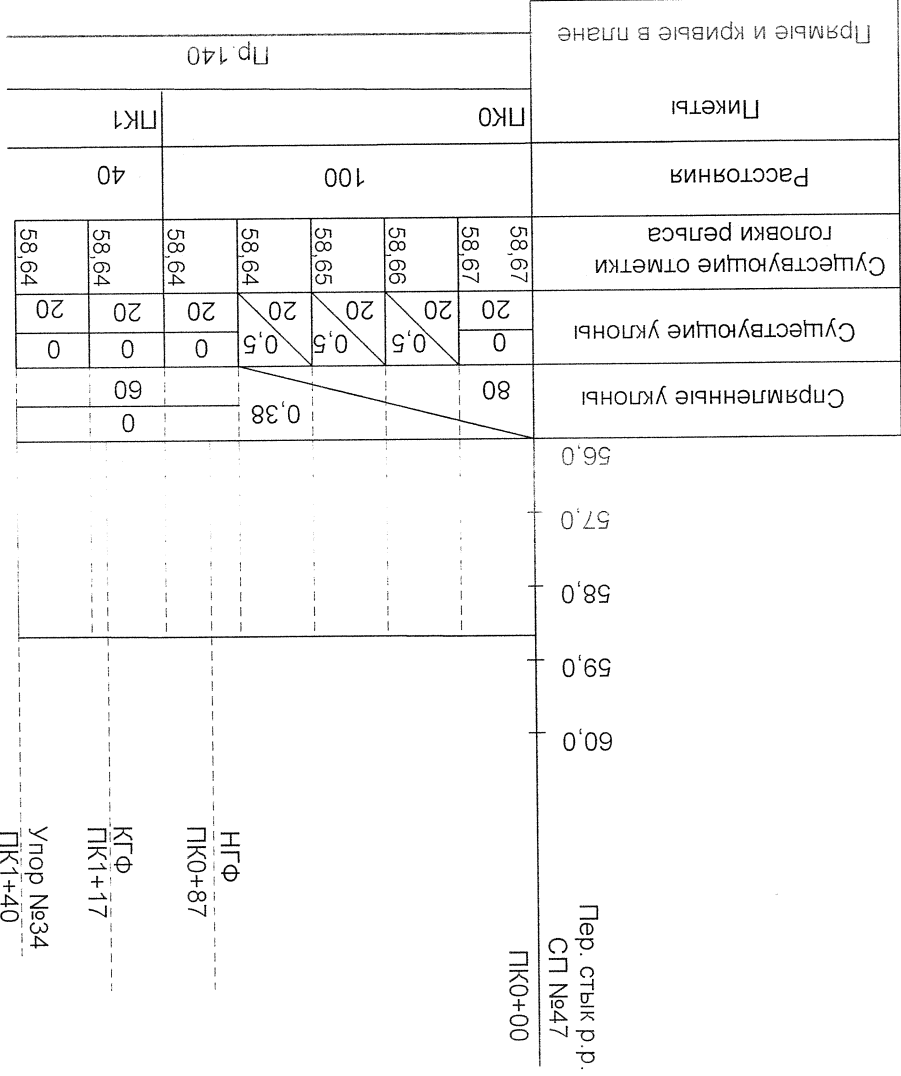 Пер. стык р.р.
СП №47
ПК0+00
НГФ
ПК0+87
КГФ
ПК1+17
Упор №34
ПК1+40
60,0
59,0
58,0
57,0
56,0
Спрямленные уклоны
80
0,38
0
60
Существующие уклоны
0 0,5 0,5 0,5 0 0 0
20 20 20 20 20 20 20
Существующие отметки
головки рельса
58,67 58,67 58,66 58,65 58,64 58,64 58,64 58,64
Расстояния
100 40
Пикеты
ПК0 ПК1
Прямые и кривые в плане
Пр.140